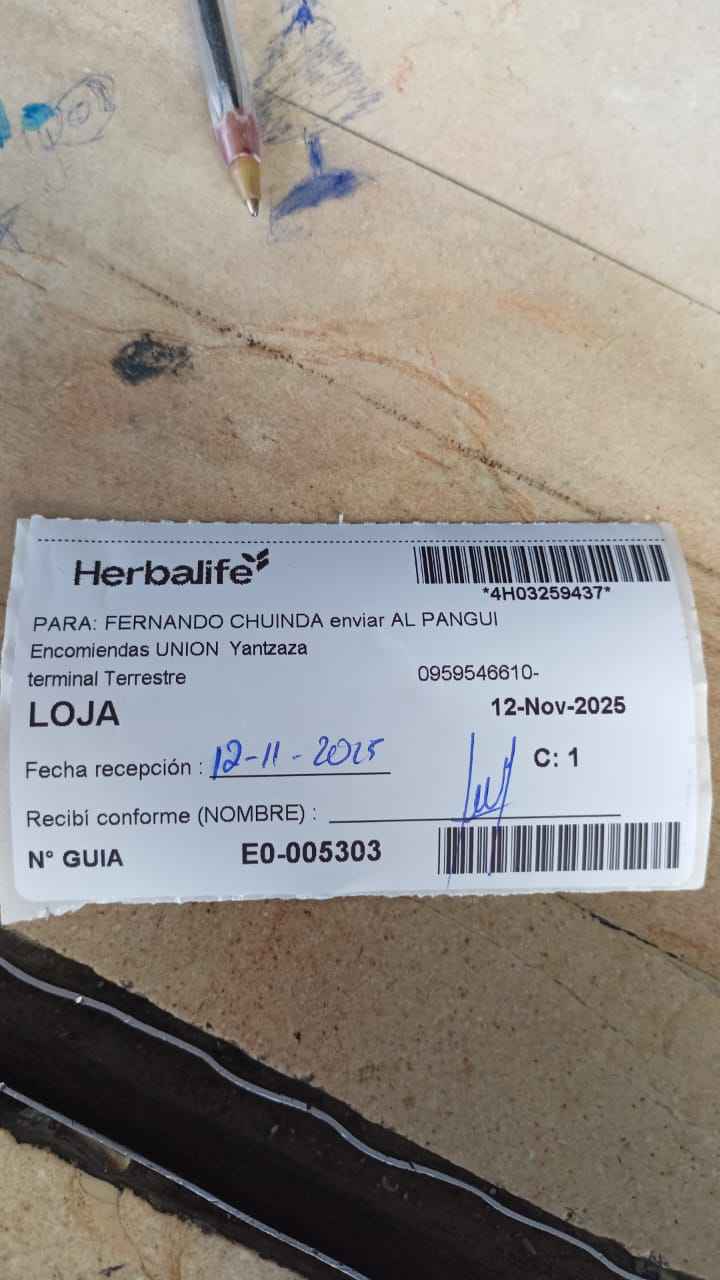 Herbalife
*4H03259437*
PARA: FERNANDO CHUINDA enviar AL PANGUI
Encomiendas UNION Yantzaza
terminal Terrestre 0959546610-
LOJA 12-Nov-2025
Fecha recepción : 12-11-2025 C: 1
Recibí conforme (NOMBRE) :
N° GUIA E0-005303